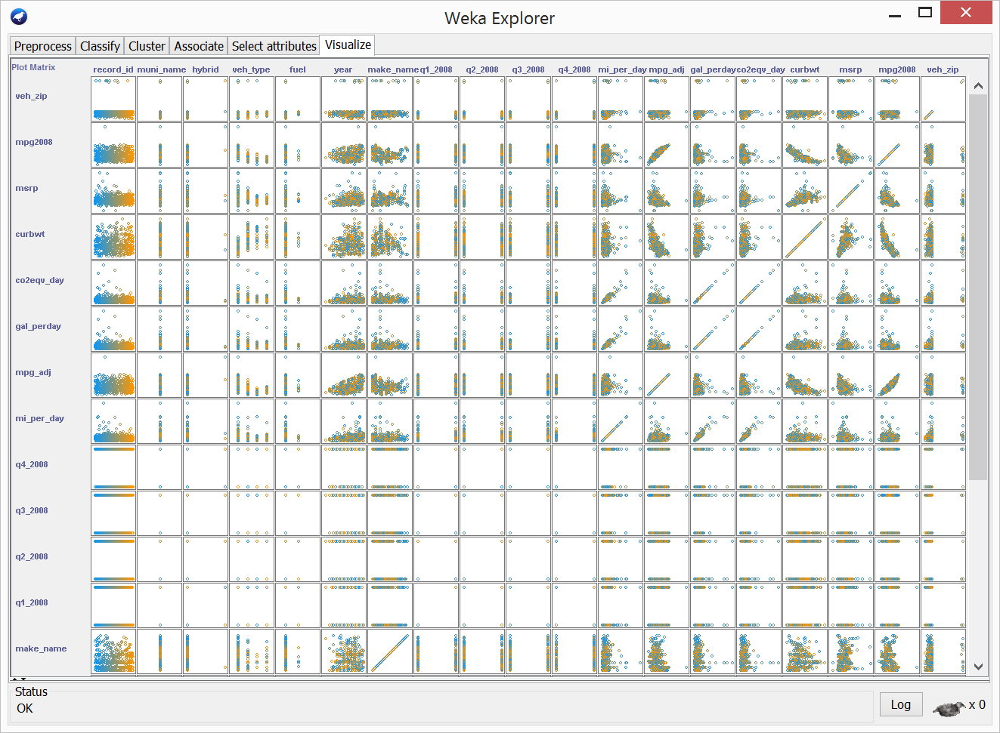 Weka Explorer
Preprocess Classify Cluster Associate Select attributes Visualize
Plot Matrix record_id muni_name hybrid veh_type fuel year make_name q1_2008 q2_2008 q3_2008 q4_2008 mi_per_day mpg_adj gal_perday co2eqv_day curbwt msrp mpg2008 veh_zip
veh_zip
mpg2008
msrp
curbwt
co2eqv_day
gal_perday
mpg_adj
mi_per_day
q4_2008
q3_2008
q2_2008
q1_2008
make_name
Status
OK
Log x 0